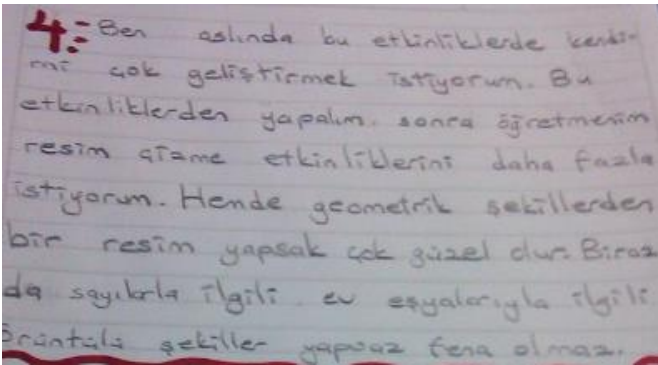 4:- Ben aslında bu etkinliklerde kendi-
mi çok geliştirmek istiyorum. Bu
etkinliklerden yapalım. sonra öğretmenim
resim çizme etkinliklerini daha fazla
istiyorum. Hemde geometrik şekillerden
bir resim yapsak çok güzel olur. Biraz
da sayılarla ilgili ev eşyalarıyla ilgili
örüntülü şekiller fena olmaz.